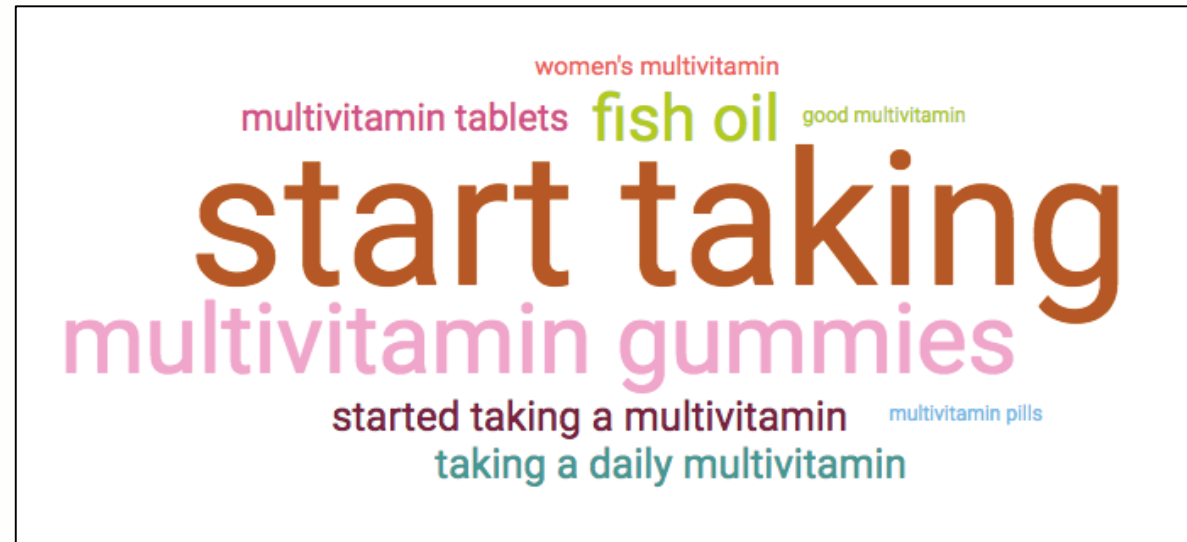 women's multivitamin
multivitamin tablets fish oil good multivitamin
start taking
multivitamin gummies
started taking a multivitamin multivitamin pills
taking a daily multivitamin